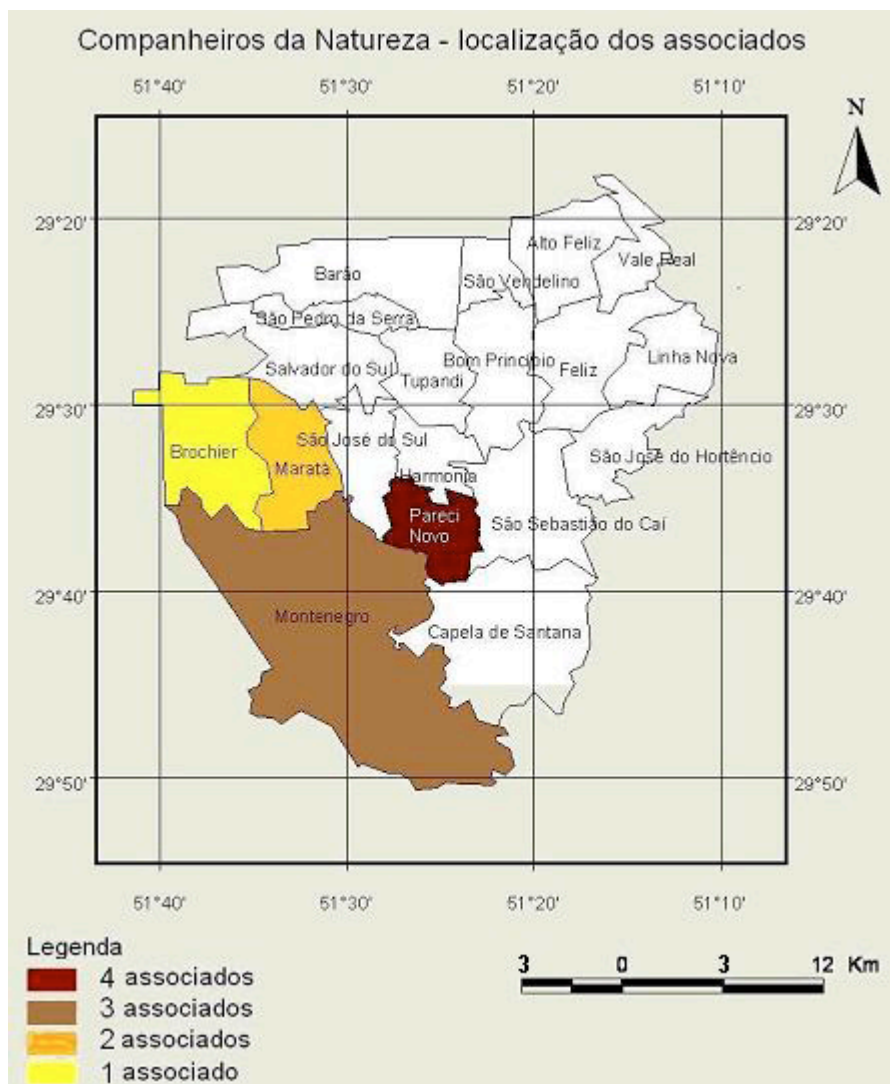 Companheiros da Natureza - localização dos associados
51°40' 51°30' 51°20' 51°10'
N
29°20' 29°20'
Alto Feliz
Vale Real
Barão
São Vendelino
São Pedro da Serra
Salvador do Sul
Bom Princípio
Linha Nova
Tupandi
Feliz
29°30' 29°30'
São José do Sul
Brochier
Maratá
São José do Hortêncio
Harmonia
Pareci
Novo
São Sebastião do Caí
29°40' 29°40'
Montenegro
Capela de Santana
29°50' 29°50'
51°40' 51°30' 51°20' 51°10'
Legenda
4 associados
3 associados
2 associados
1 associado
3 0 3 12 Km